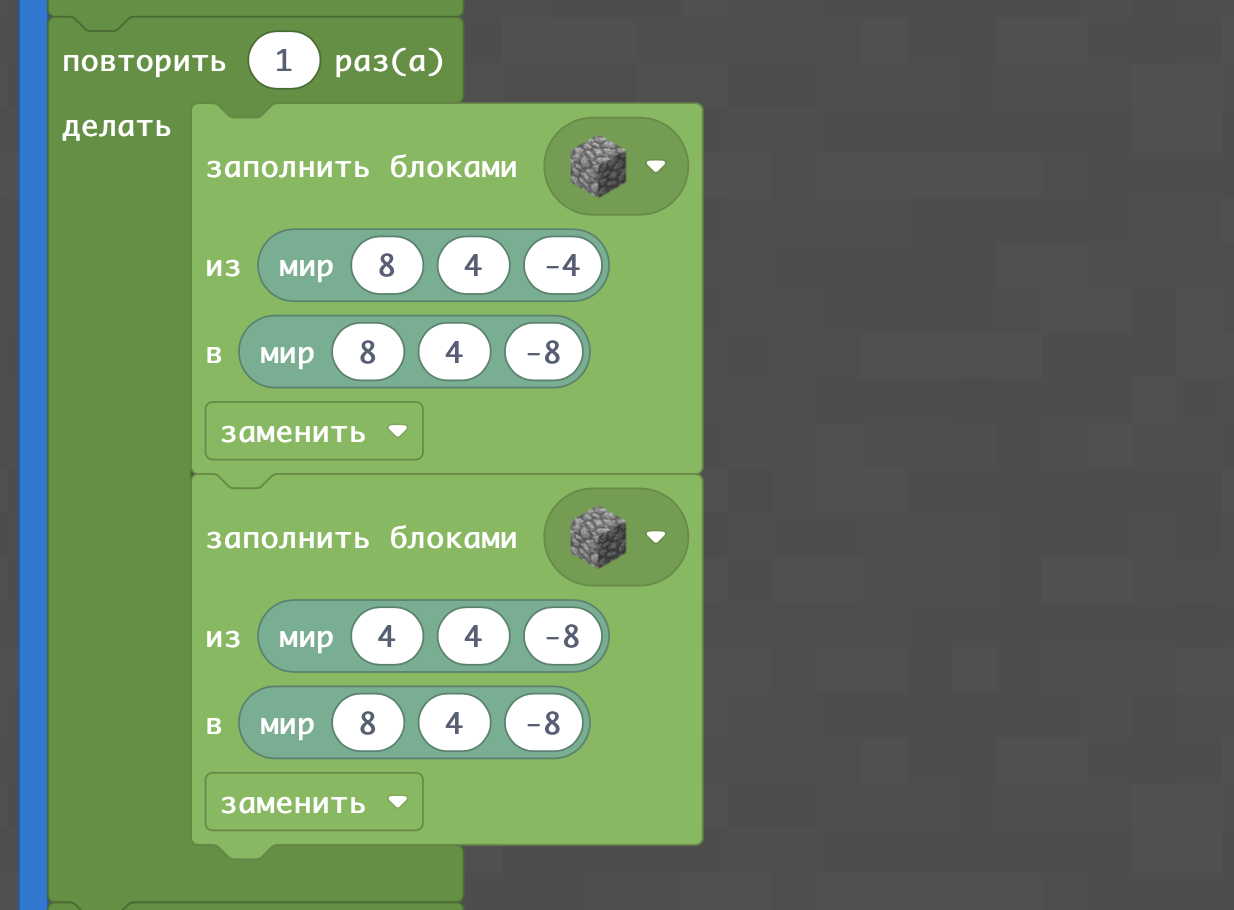 повторить 1 раз(а)
делать
заполнить блоками
из мир 8 4 -4
в мир 8 4 -8
заменить
заполнить блоками
из мир 4 4 -8
в мир 8 4 -8
заменить